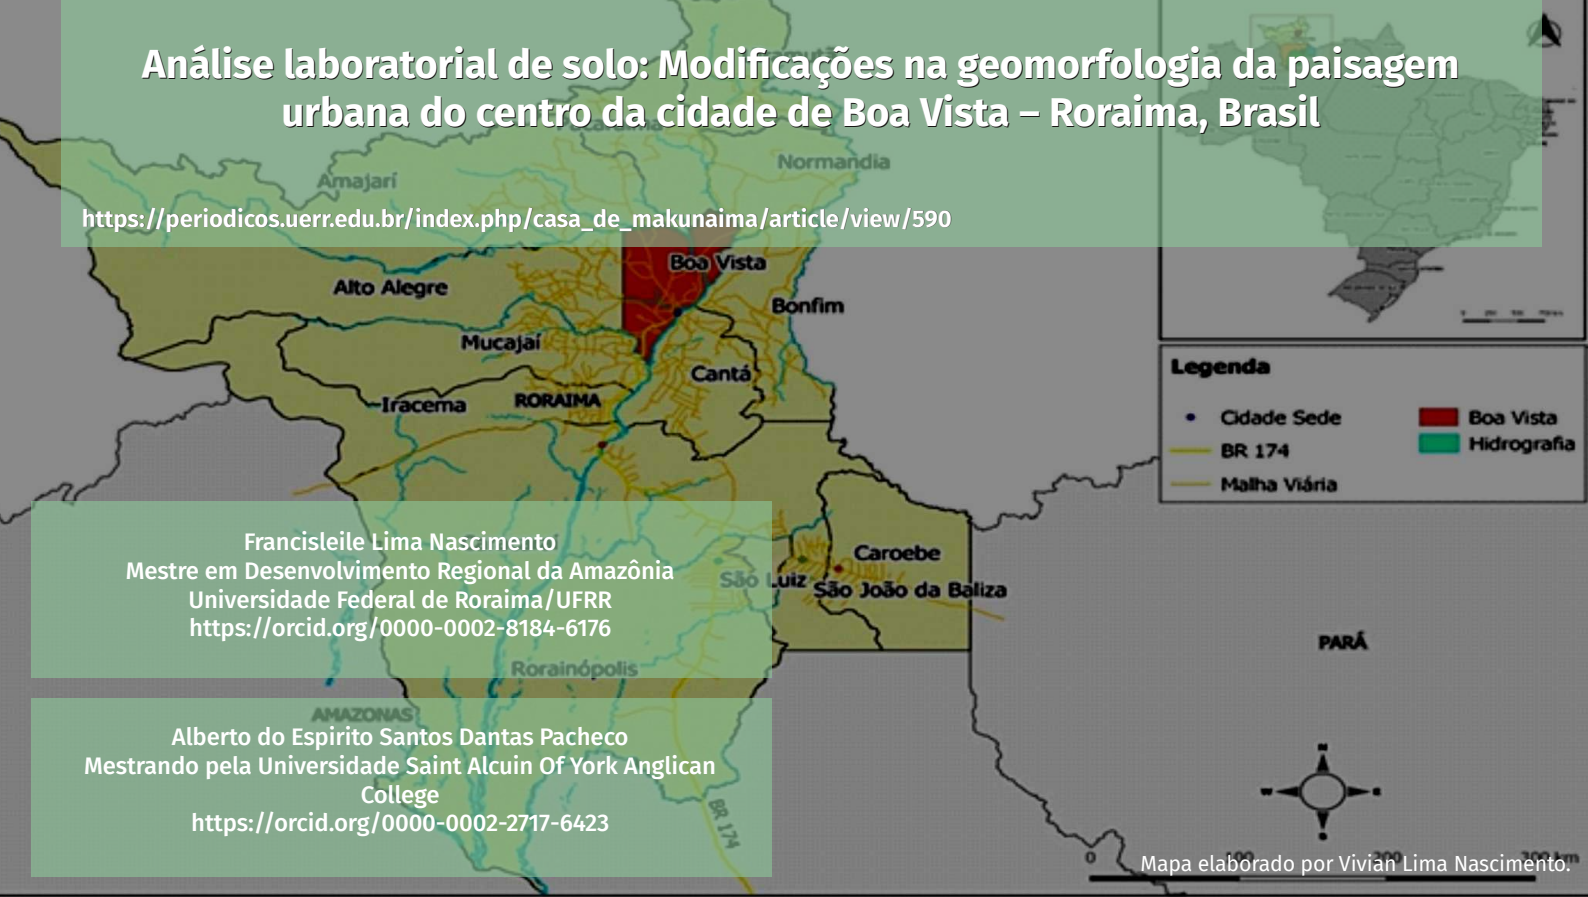 Análise laboratorial de solo: Modificações na geomorfologia da paisagem
urbana do centro da cidade de Boa Vista – Roraima, Brasil
https://periodicos.uerr.edu.br/index.php/casa_de_makunaima/article/view/590
Normandia
Amajarí
Boa Vista
Alto Alegre
Bonfim
Mucajaí
Cantá
Iracema
RORAIMA
Legenda
Cidade Sede
Boa Vista
BR 174
Hidrografia
Malha Viária
Francisleile Lima Nascimento
Mestre em Desenvolvimento Regional da Amazônia
Universidade Federal de Roraima/UFRR
https://orcid.org/0000-0002-8184-6176
Caroebe
São Luiz
São João da Baliza
PARÁ
Rorainópolis
AMAZONAS
Alberto do Espirito Santos Dantas Pacheco
Mestrando pela Universidade Saint Alcuin Of York Anglican
College
https://orcid.org/0000-0002-2717-6423
BR 174
N
W
E
S
0 100 200 300 km
Mapa elaborado por Vivian Lima Nascimento.